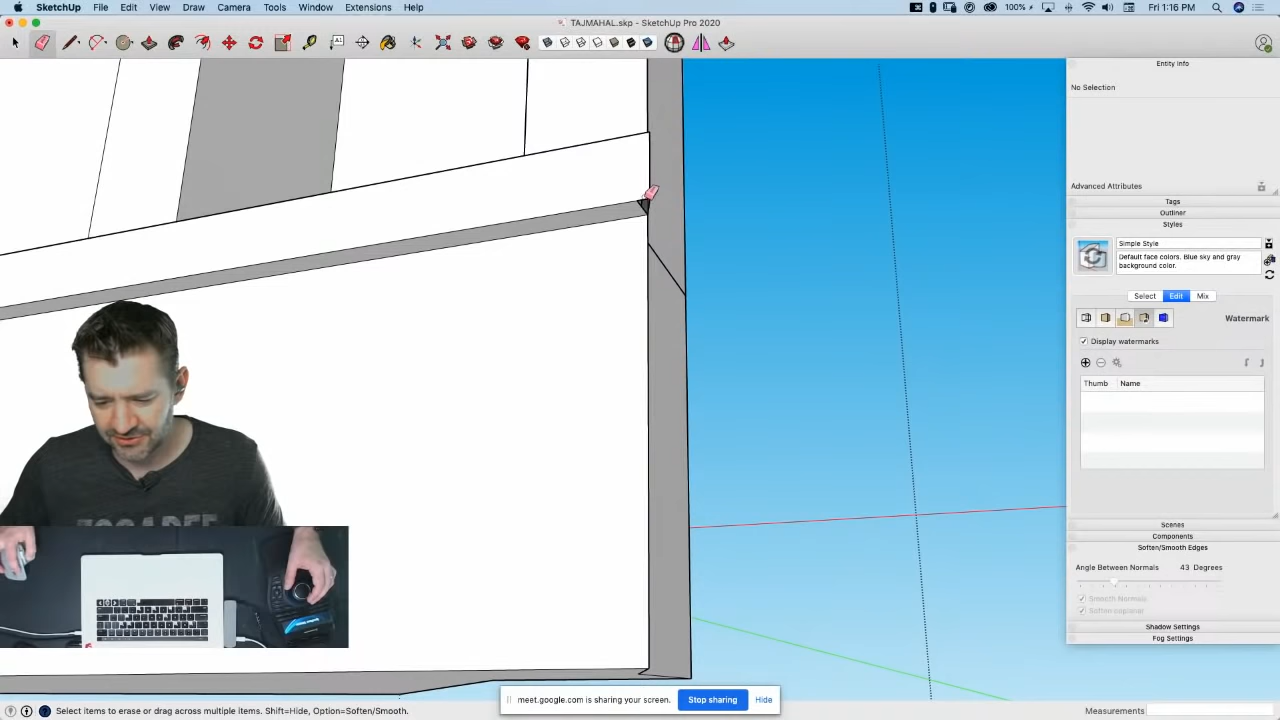 SketchUp File Edit View Draw Camera Tools Window Extensions Help 100% Fri 1:16 PM
TAJMAHAL.skp - SketchUp Pro 2020
Entity Info
No Selection
Advanced Attributes
Tags
Outliner
Styles
Simple Style
Default face colors. Blue sky and gray
background color.
Select Edit Mix
Watermark
Display watermarks
Thumb Name
Scenes
Components
Soften/Smooth Edges
Angle Between Normals 43 Degrees
Smooth Normals
Soften coplanar
Shadow Settings
Fog Settings
meet.google.com is sharing your screen. Stop sharing Hide
Select items to erase or drag across multiple items. Shift=Hide, Option=Soften/Smooth. Measurements